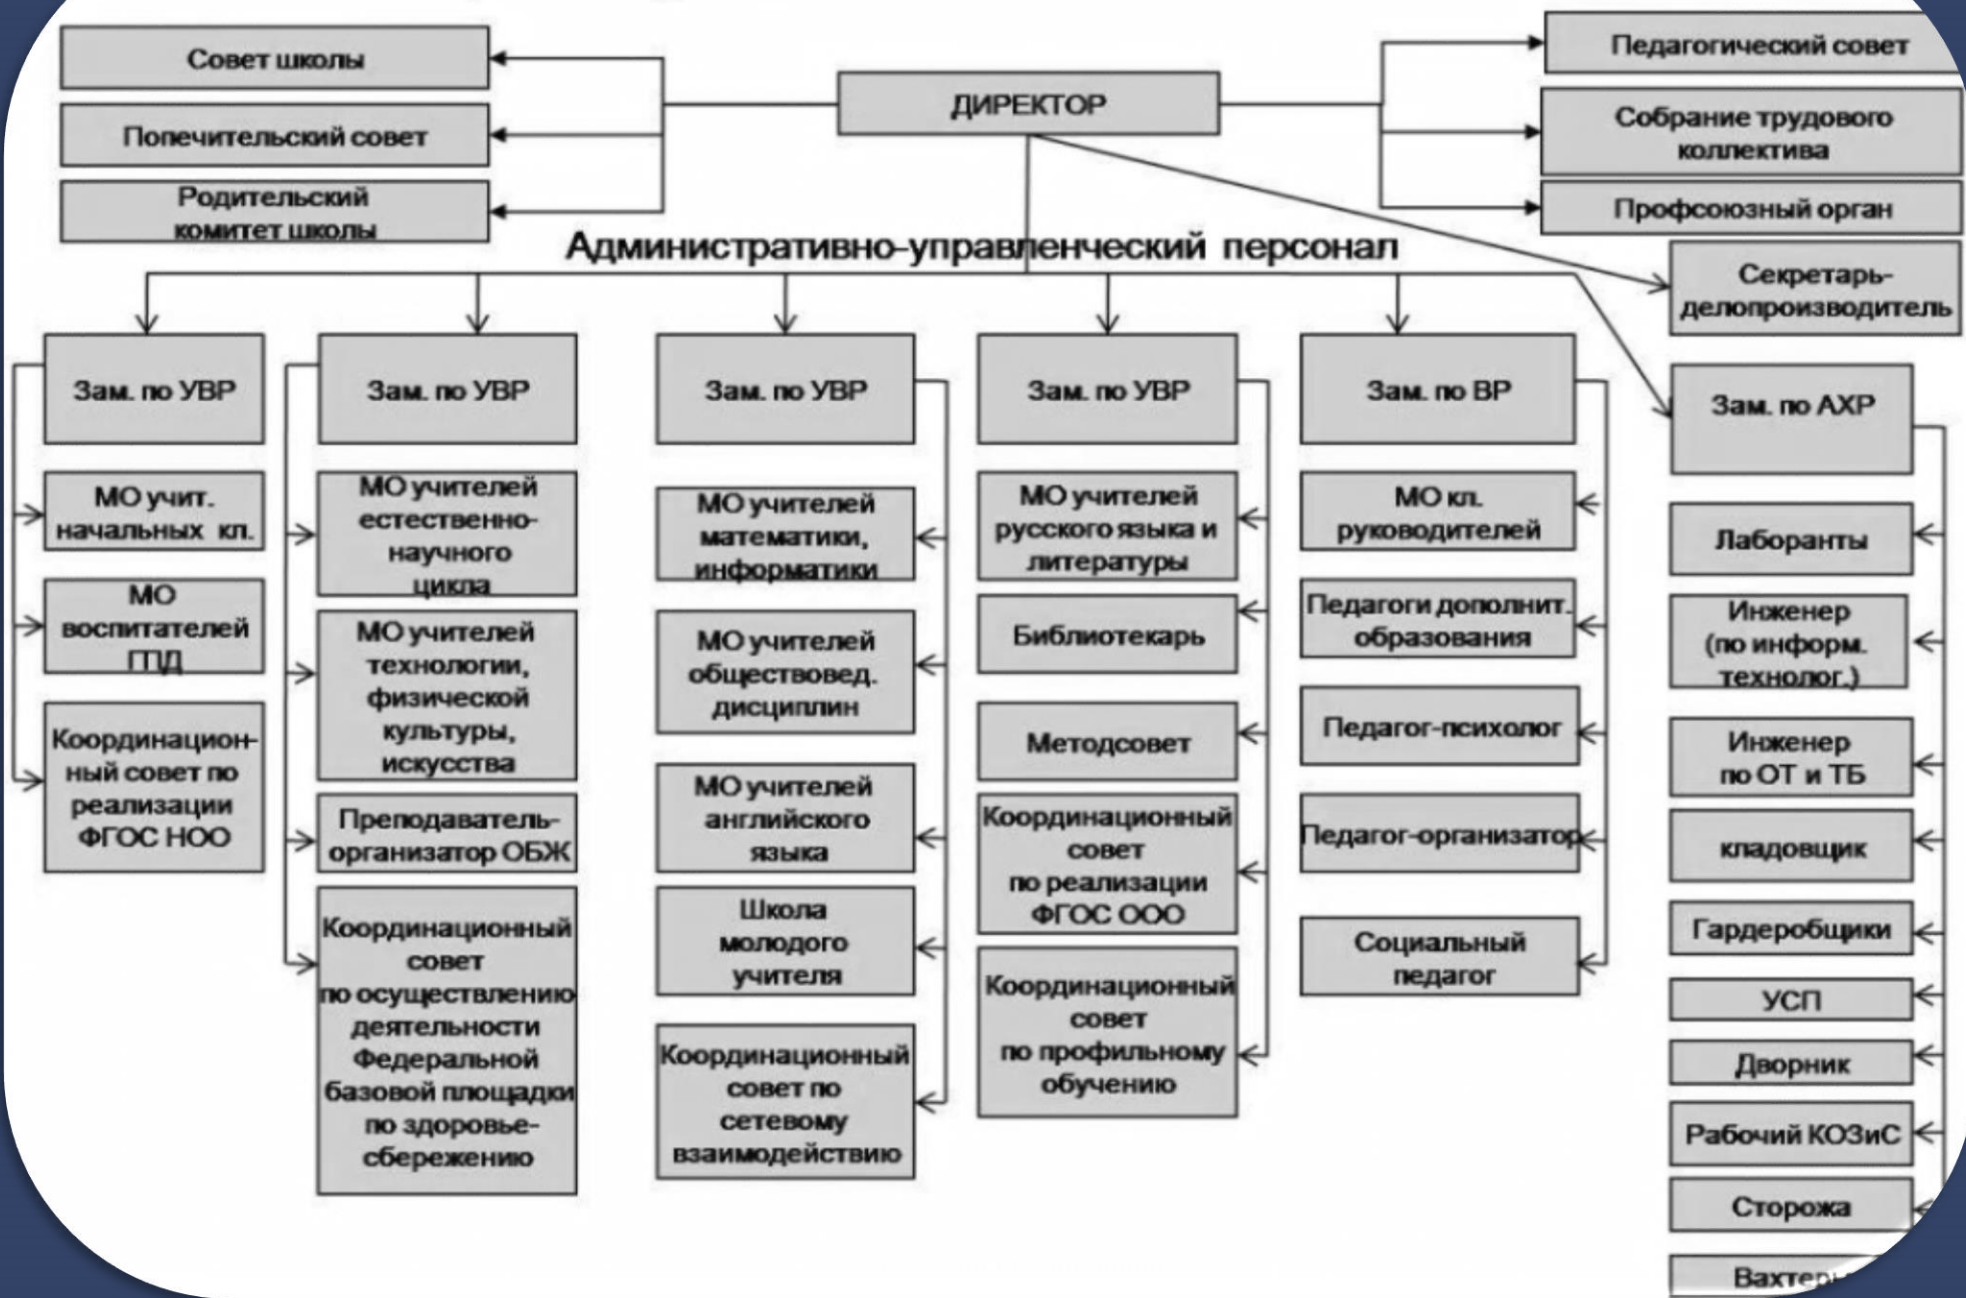 Совет школы
Попечительский совет
Родительский
комитет школы
ДИРЕКТОР
Педагогический совет
Собрание трудового
коллектива
Профсоюзный орган
Административно-управленческий персонал
Секретарь-
делопроизводитель
Зам. по УВР
МО учит.
начальных кл.
МО
воспитателей
ГПД
Координацион-
ный совет по
реализации
ФГОС НОО
Зам. по УВР
МО учителей
естественно-
научного
цикла
МО учителей
технологии,
физической
культуры,
искусства
Преподаватель-
организатор ОБЖ
Координационный
совет
по осуществлению
деятельности
Федеральной
базовой площадки
по здоровье-
сбережению
Зам. по УВР
МО учителей
математики,
информатики
МО учителей
обществовед.
дисциплин
МО учителей
английского
языка
Школа
молодого
учителя
Координационный
совет по
сетевому
взаимодействию
Зам. по УВР
МО учителей
русского языка и
литературы
Библиотекарь
Методсовет
Координационный
совет
по реализации
ФГОС ООО
Координационный
совет
по профильному
обучению
Зам. по ВР
МО кл.
руководителей
Педагоги дополнит.
образования
Педагог-психолог
Педагог-организатор
Социальный
педагог
Зам. по АХР
Лаборанты
Инженер
(по информ.
технолог.)
Инженер
по ОТ и ТБ
кладовщик
Гардеробщики
УСП
Дворник
Рабочий КОЗиС
Сторожа
Вахтеры